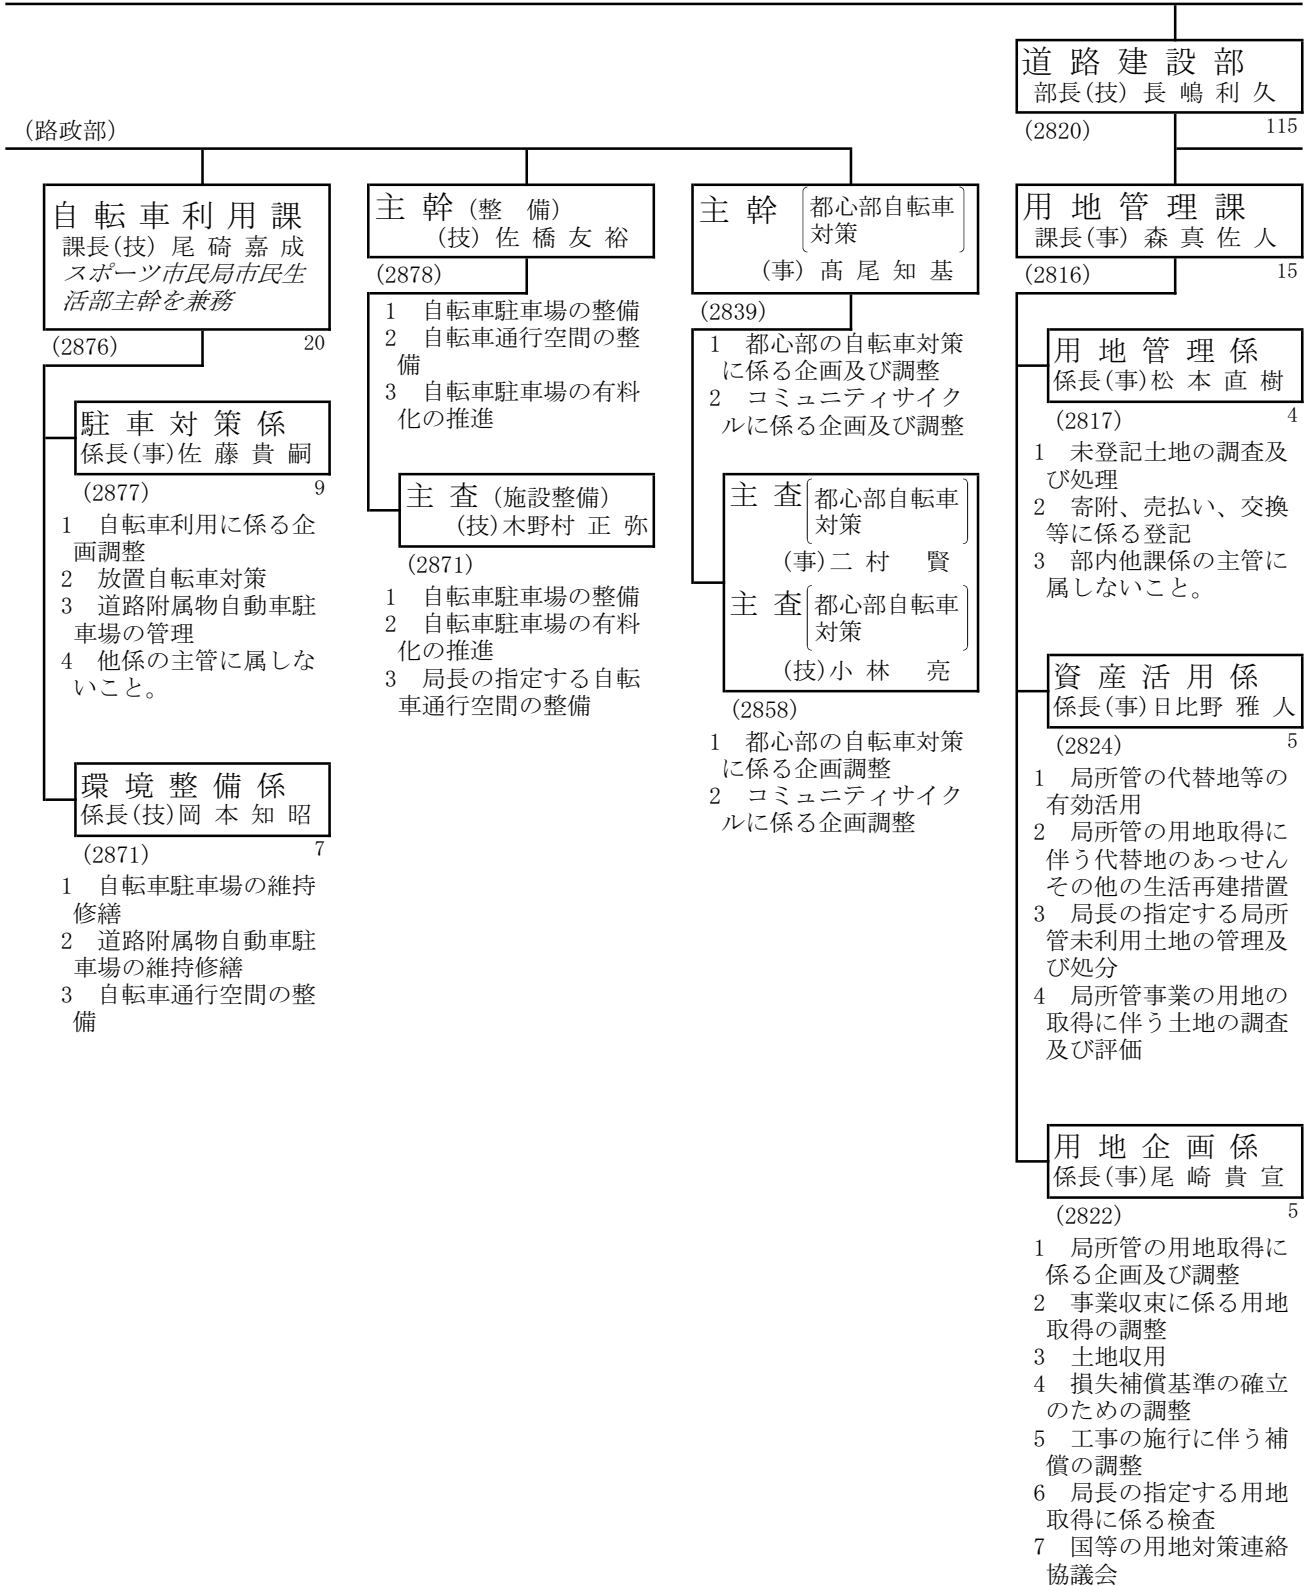 (路政部)
自転車利用課
課長(技) 尾﨑嘉成
スポーツ市民局市民生
活部主幹を兼務
(2876) 20
駐車対策係
係長(事)佐藤貴嗣
(2877) 9
1 自転車利用に係る企
画調整
2 放置自転車対策
3 道路附属物自動車駐
車場の管理
4 他係の主管に属しな
いこと。
環境整備係
係長(技)岡本知昭
(2871) 7
1 自転車駐車場の維持
修繕
2 道路附属物自動車駐
車場の維持修繕
3 自転車通行空間の整
備
主幹(整 備)
(技) 佐橋友裕
(2878)
1 自転車駐車場の整備
2 自転車通行空間の整
備
3 自転車駐車場の有料
化の推進
主査(施設整備)
(技)木野村 正弥
(2871)
1 自転車駐車場の整備
2 自転車駐車場の有料
化の推進
3 局長の指定する自転
車通行空間の整備
主幹 都心部自転車
対策
(事) 髙尾知基
(2839)
1 都心部の自転車対策
に係る企画及び調整
2 コミュニティサイク
ルに係る企画及び調整
主査 都心部自転車
対策
(事)二村 賢
主査 都心部自転車
対策
(技)小林 亮
(2858)
1 都心部の自転車対策
に係る企画調整
2 コミュニティサイク
ルに係る企画調整
道路建設部
部長(技) 長嶋利久
(2820) 115
用地管理課
課長(事) 森真佐人
(2816) 15
用地管理係
係長(事)松本直樹
(2817) 4
1 未登記土地の調査及
び処理
2 寄附、売払い、交換
等に係る登記
3 部内他課係の主管に
属しないこと。
資産活用係
係長(事)日比野 雅人
(2824) 5
1 局所管の代替地等の
有効活用
2 局所管の用地取得に
伴う代替地のあっせん
その他の生活再建措置
3 局長の指定する局所
管未利用土地の管理及
び処分
4 局所管事業の用地の
取得に伴う土地の調査
及び評価
用地企画係
係長(事)尾崎貴宣
(2822) 5
1 局所管の用地取得に
係る企画及び調整
2 事業収束に係る用地
取得の調整
3 土地収用
4 損失補償基準の確立
のための調整
5 工事の施行に伴う補
償の調整
6 局長の指定する用地
取得に係る検査
7 国等の用地対策連絡
協議会